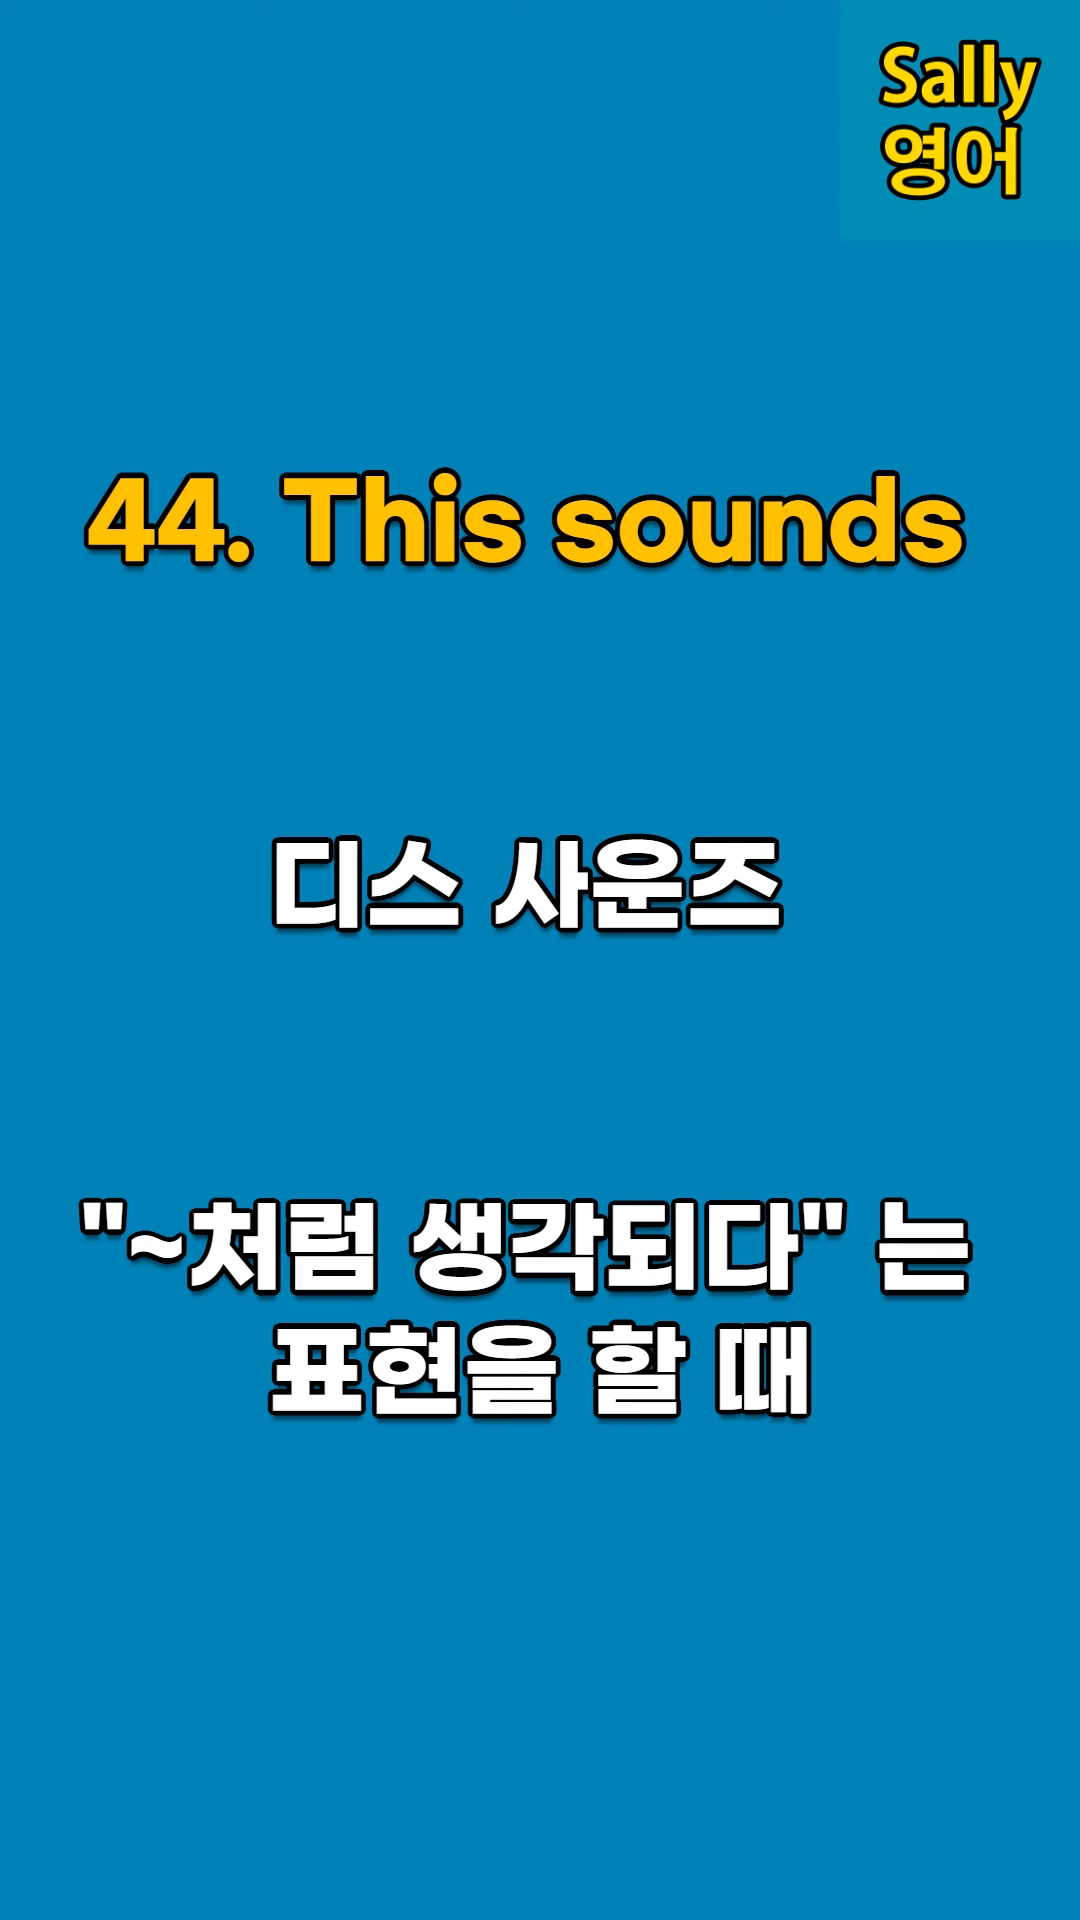 Sally
영어
44. This sounds
디스 사운즈
"~처럼 생각되다" 는
표현을 할 때